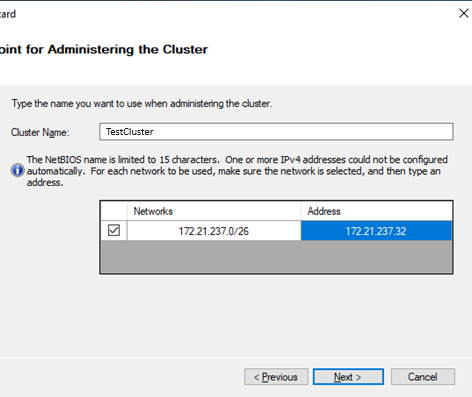 ard
oint for Administering the Cluster
Type the name you want to use when administering the cluster.
Cluster Name: TestCluster
The NetBIOS name is limited to 15 characters. One or more IPv4 addresses could not be configured
automatically. For each network to be used, make sure the network is selected, and then type an
address.
Networks Address
172.21.237.0/26 172.21.237.32
< Previous Next > Cancel